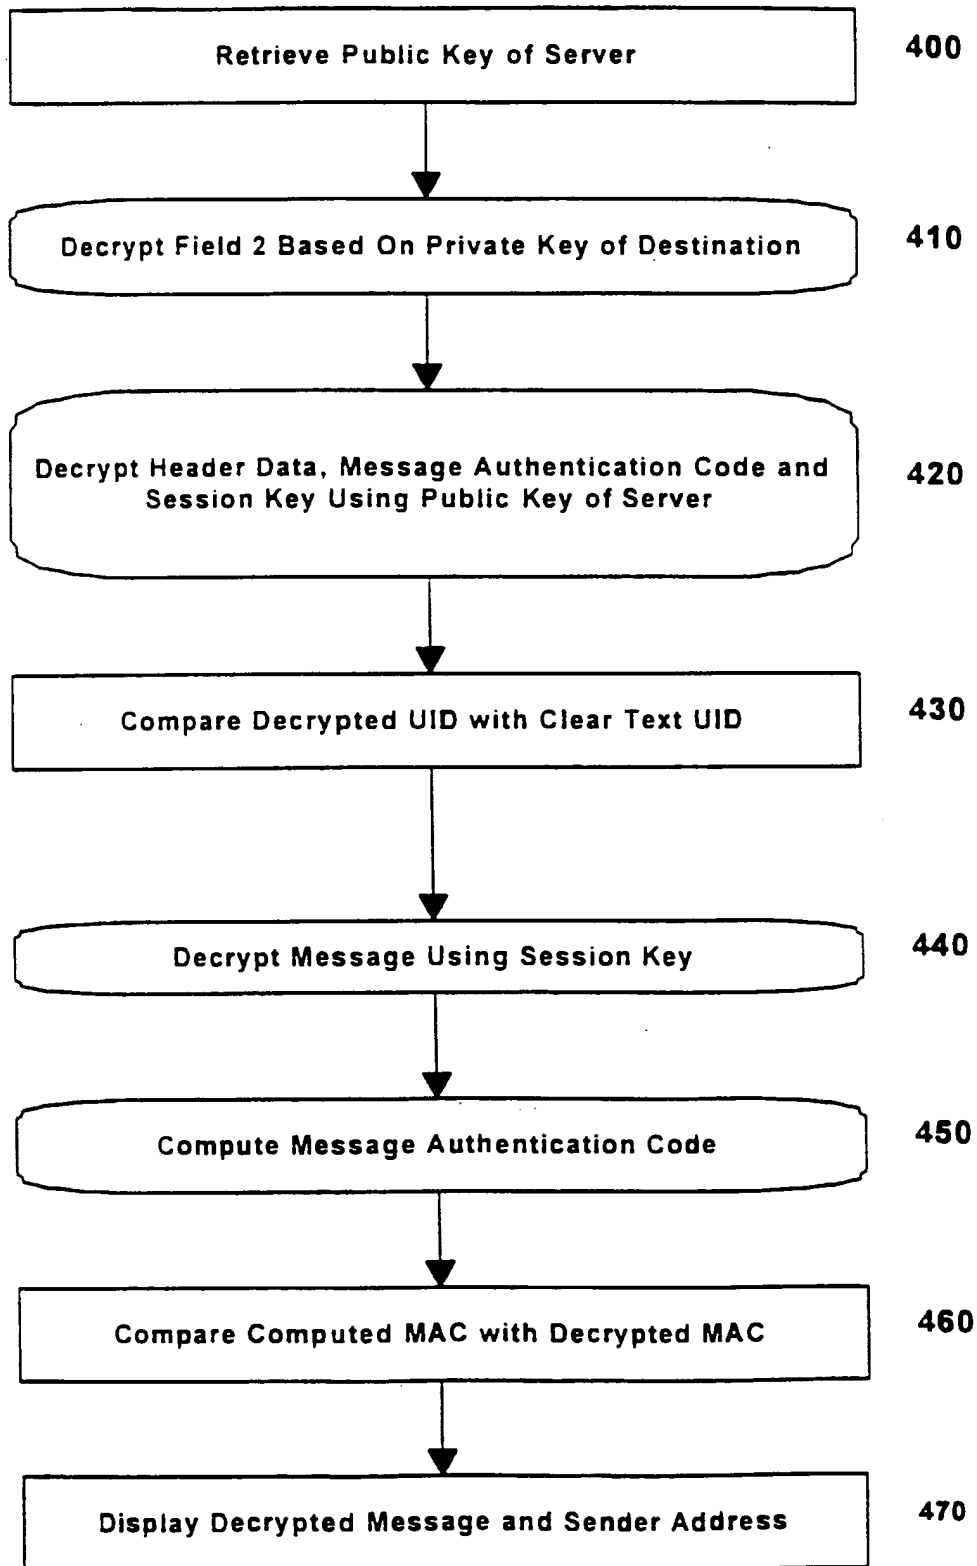 Retrieve Public Key of Server
400
Decrypt Field 2 Based On Private Key of Destination
410
Decrypt Header Data, Message Authentication Code and
Session Key Using Public Key of Server
420
Compare Decrypted UID with Clear Text UID
430
Decrypt Message Using Session Key
440
Compute Message Authentication Code
450
Compare Computed MAC with Decrypted MAC
460
Display Decrypted Message and Sender Address
470